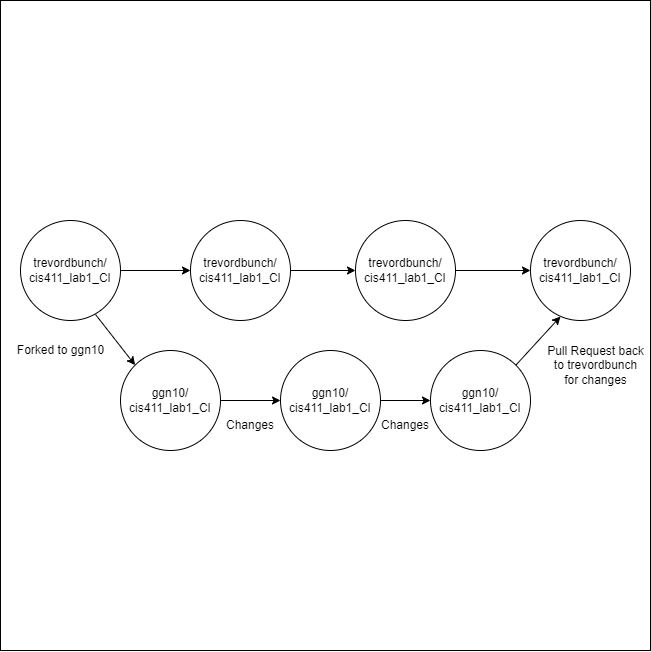 trevordbunch/
cis411_lab1_CI
trevordbunch/
cis411_lab1_CI
trevordbunch/
cis411_lab1_CI
trevordbunch/
cis411_lab1_CI
Forked to ggn10
Pull Request back
to trevordbunch
for changes
ggn10/
cis411_lab1_CI
Changes
ggn10/
cis411_lab1_CI
Changes
ggn10/
cis411_lab1_CI